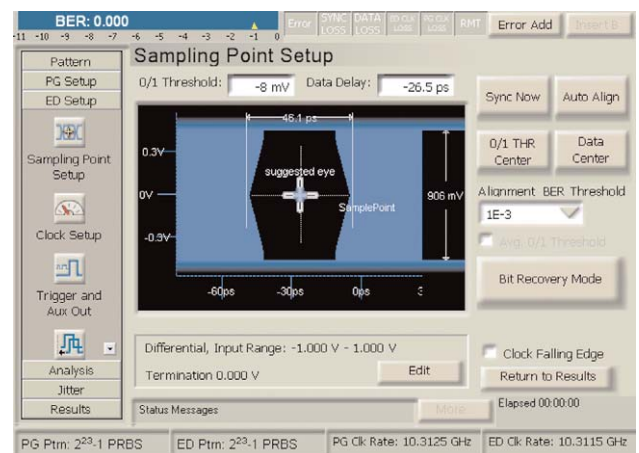 BER: 0.000
-11 -10 -9 -8 -7 -6 -5 -4 -3 -2 -1 0
Error
SYNC LOSS
DATA LOSS
ED CLK LOSS
PG CLK LOSS
RMT
Error Add
Insert B
Pattern
PG Setup
ED Setup
Sampling Point Setup
Clock Setup
Trigger and Aux Out
Analysis
Jitter
Results
Sampling Point Setup
0/1 Threshold: -8 mV Data Delay: -26.5 ps
46.1 ps
0.3V
0V
-0.3V
suggested eye
SamplePoint
906 mV
-60ps -30ps 0ps 3
Sync Now
Auto Align
0/1 THR Center
Data Center
Alignment BER Threshold
1E-3
Avg. 0/1 Threshold
Bit Recovery Mode
Differential, Input Range: -1.000 V - 1.000 V
Termination 0.000 V
Edit
Clock Falling Edge
Return to Results
Status Messages
More...
Elapsed 00:00:00
PG Ptrn: 2²³-1 PRBS
ED Ptrn: 2²³-1 PRBS
PG Clk Rate: 10.3125 GHz
ED Clk Rate: 10.3115 GHz